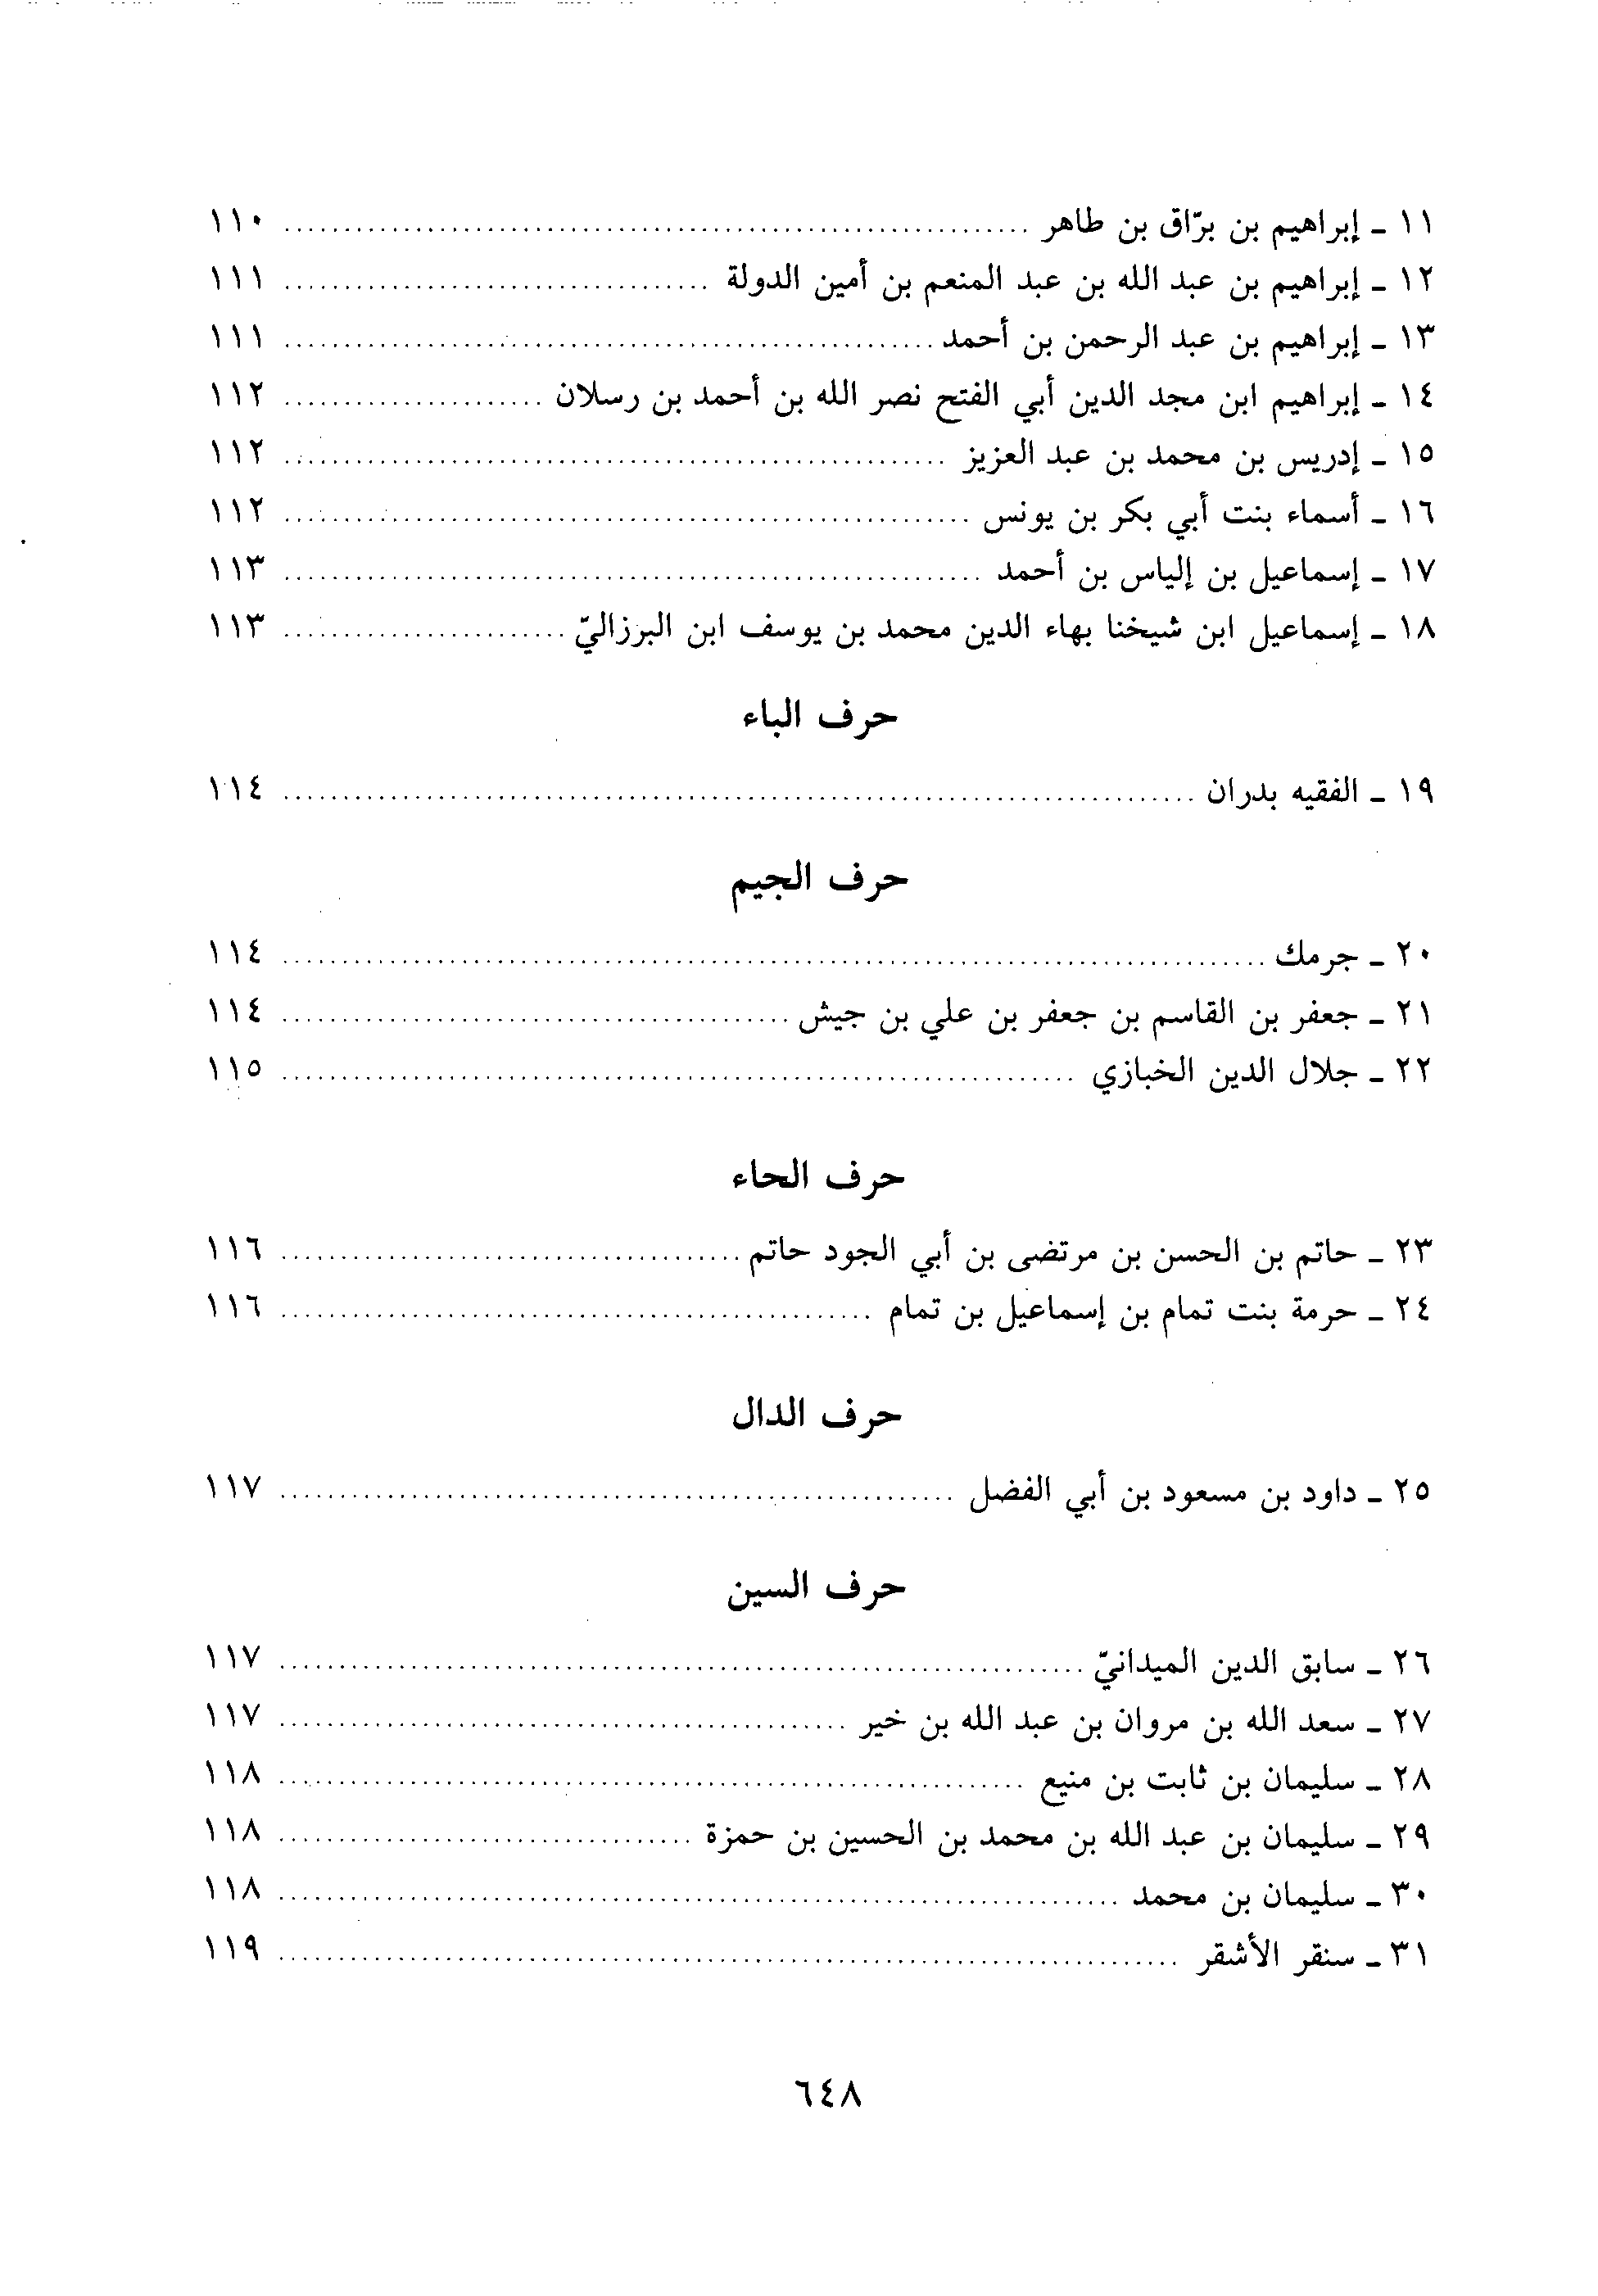 ١١ ـ إبراهيم بن برّاق بن طاهر ........ ١١٠
١٢ ـ إبراهيم بن عبد الله بن عبد المنعم بن أمين الدولة ........ ١١١
١٣ ـ إبراهيم بن عبد الرحمن بن أحمد ........ ١١١
١٤ ـ إبراهيم ابن مجد الدين أبي الفتح نصر الله بن أحمد بن رسلان ........ ١١٢
١٥ ـ إدريس بن محمد بن عبد العزيز ........ ١١٢
١٦ ـ أسماء بنت أبي بكر بن يونس ........ ١١٢
١٧ ـ إسماعيل بن إلياس بن أحمد ........ ١١٣
١٨ ـ إسماعيل ابن شيخنا بهاء الدين محمد بن يوسف ابن البرزاليّ ........ ١١٣
حرف الباء
١٩ ـ الفقيه بدران ........ ١١٤
حرف الجيم
٢٠ ـ جرمك ........ ١١٤
٢١ ـ جعفر بن القاسم بن جعفر بن علي بن جيش ........ ١١٤
٢٢ ـ جلال الدين الخبازي ........ ١١٥
حرف الحاء
٢٣ ـ حاتم بن الحسن بن مرتضى بن أبي الجود حاتم ........ ١١٦
٢٤ ـ حرمة بنت تمام بن إسماعيل بن تمام ........ ١١٦
حرف الدال
٢٥ ـ داود بن مسعود بن أبي الفضل ........ ١١٧
حرف السين
٢٦ ـ سابق الدين الميدانيّ ........ ١١٧
٢٧ ـ سعد الله بن مروان بن عبد الله بن خير ........ ١١٧
٢٨ ـ سليمان بن ثابت بن منيع ........ ١١٨
٢٩ ـ سليمان بن عبد الله بن محمد بن الحسين بن حمزة ........ ١١٨
٣٠ ـ سليمان بن محمد ........ ١١٨
٣١ ـ سنقر الأشقر ........ ١١٩
٦٤٨